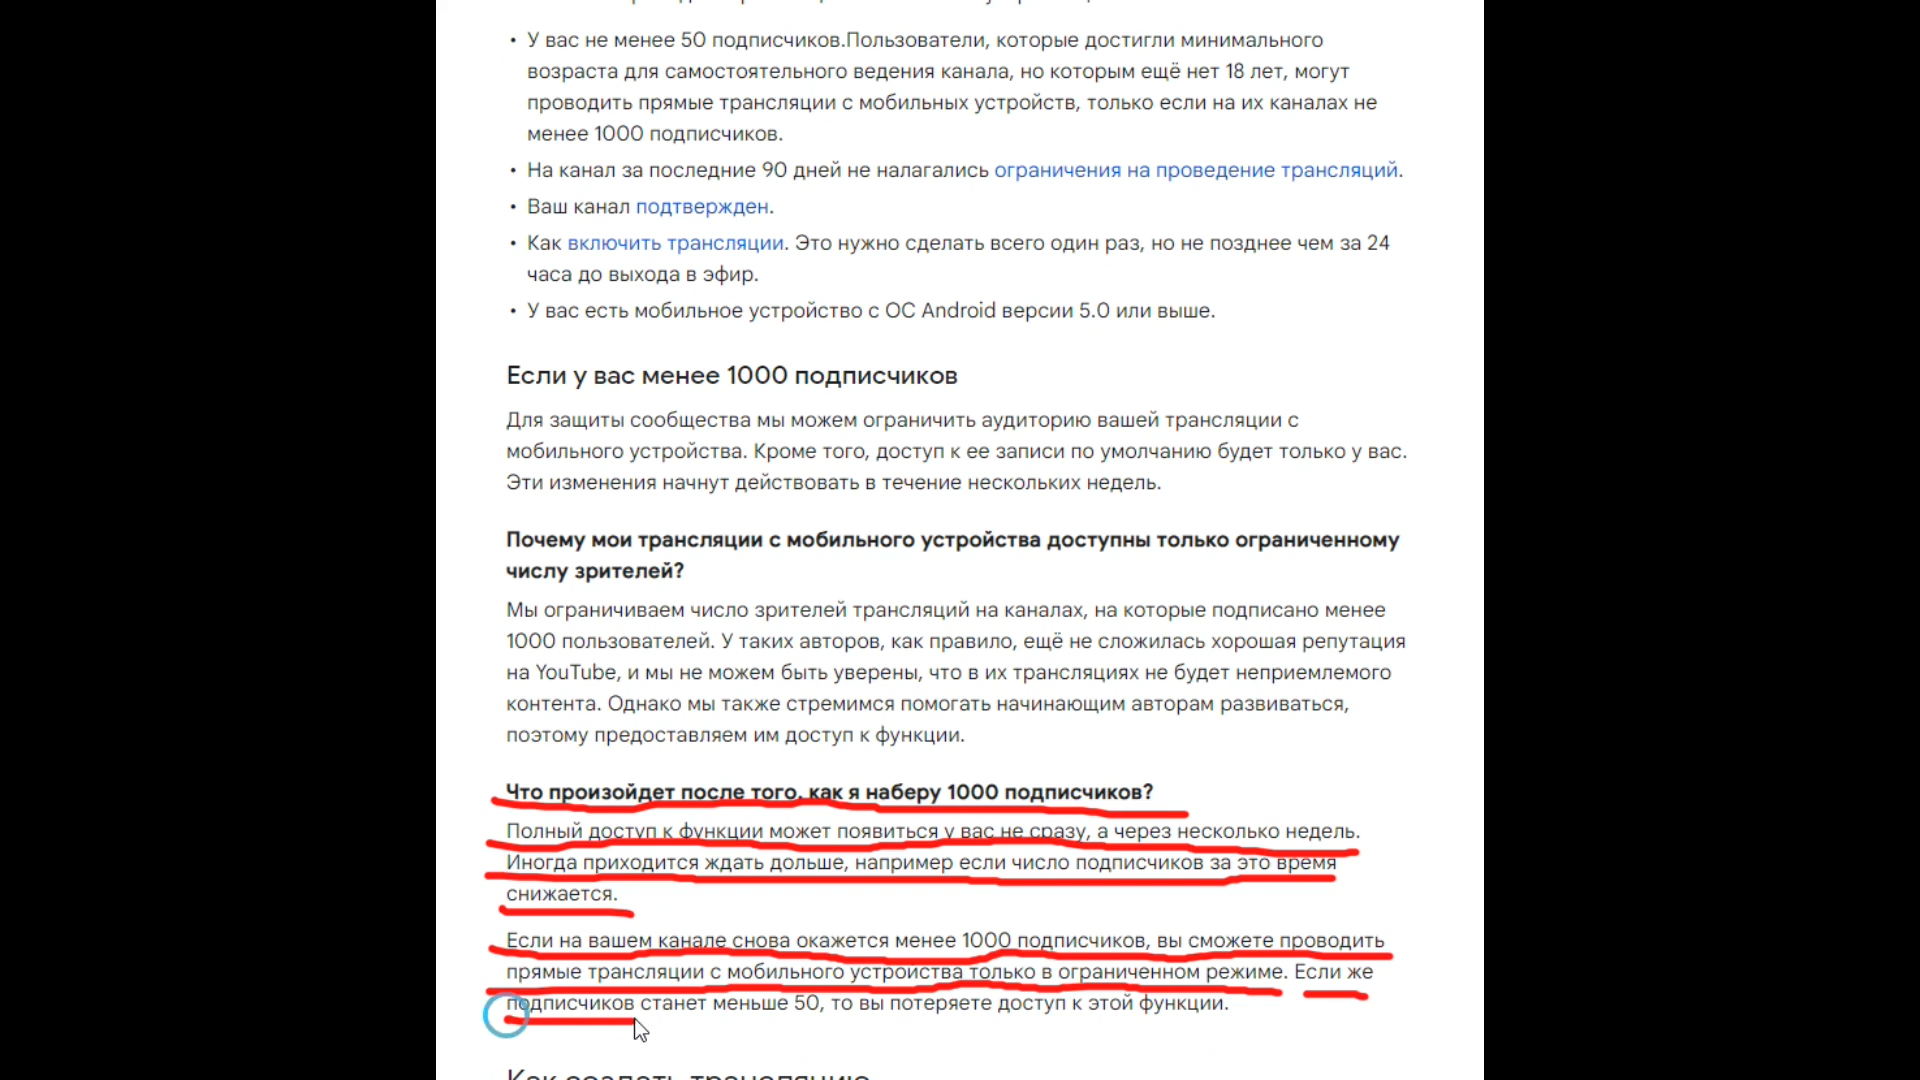 • У вас не менее 50 подписчиков.Пользователи, которые достигли минимального
возраста для самостоятельного ведения канала, но которым ещё нет 18 лет, могут
проводить прямые трансляции с мобильных устройств, только если на их каналах не
менее 1000 подписчиков.
• На канал за последние 90 дней не налагались ограничения на проведение трансляций.
• Ваш канал подтвержден.
• Как включить трансляции. Это нужно сделать всего один раз, но не позднее чем за 24
часа до выхода в эфир.
• У вас есть мобильное устройство с ОС Android версии 5.0 или выше.
Если у вас менее 1000 подписчиков
Для защиты сообщества мы можем ограничить аудиторию вашей трансляции с
мобильного устройства. Кроме того, доступ к ее записи по умолчанию будет только у вас.
Эти изменения начнут действовать в течение нескольких недель.
Почему мои трансляции с мобильного устройства доступны только ограниченному
числу зрителей?
Мы ограничиваем число зрителей трансляций на каналах, на которые подписано менее
1000 пользователей. У таких авторов, как правило, ещё не сложилась хорошая репутация
на YouTube, и мы не можем быть уверены, что в их трансляциях не будет неприемлемого
контента. Однако мы также стремимся помогать начинающим авторам развиваться,
поэтому предоставляем им доступ к функции.
Что произойдет после того, как я наберу 1000 подписчиков?
Полный доступ к функции может появиться у вас не сразу, а через несколько недель.
Иногда приходится ждать дольше, например если число подписчиков за это время
снижается.
Если на вашем канале снова окажется менее 1000 подписчиков, вы сможете проводить
прямые трансляции с мобильного устройства только в ограниченном режиме. Если же
подписчиков станет меньше 50, то вы потеряете доступ к этой функции.
Как создать трансляцию